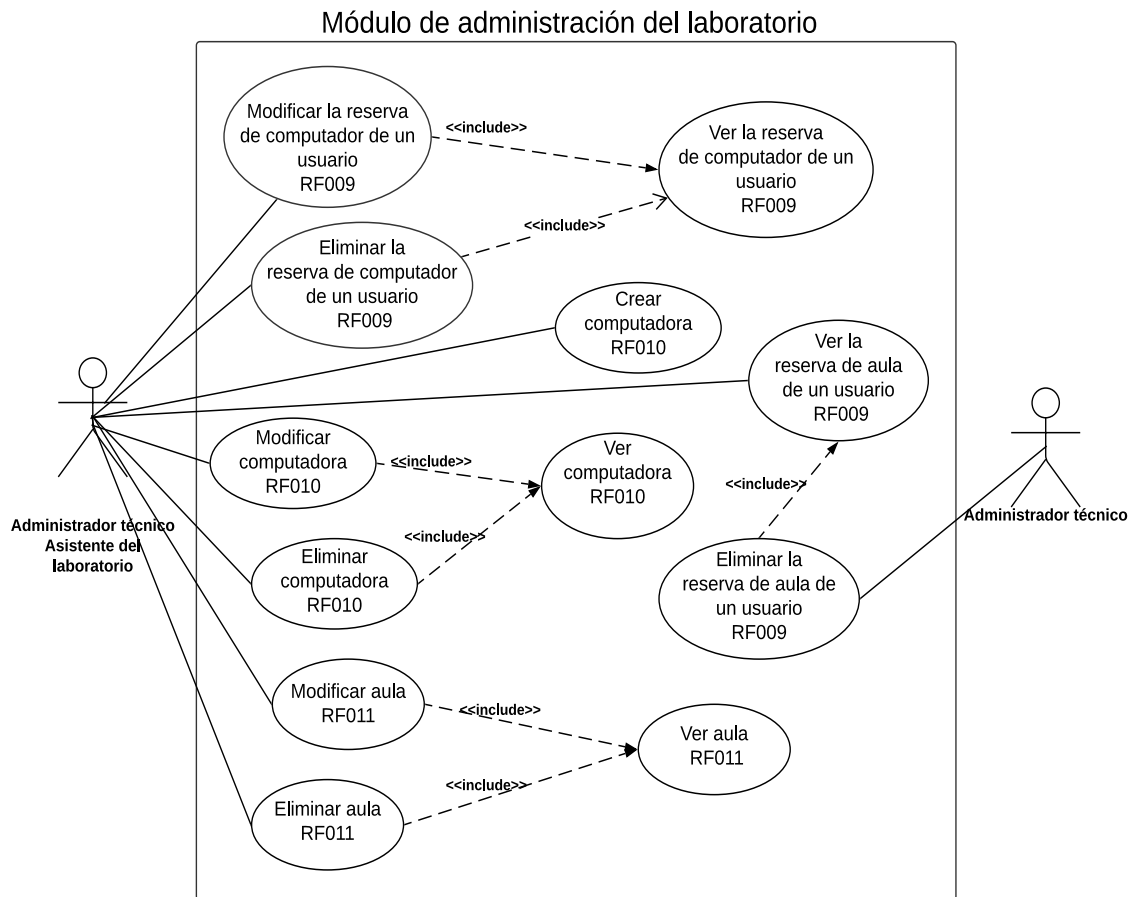 Módulo de administración del laboratorio
Modificar la reserva
de computador de un
usuario
RF009
<<include>>
Ver la reserva
de computador de un
usuario
RF009
Eliminar la
reserva de computador
de un usuario
RF009
<<include>>
Crear
computadora
RF010
Ver la
reserva de aula
de un usuario
RF009
Modificar
computadora
RF010
<<include>>
Ver
computadora
RF010
<<include>>
Administrador técnico
Asistente del
laboratorio
Administrador técnico
Eliminar
computadora
RF010
<<include>>
Eliminar la
reserva de aula de
un usuario
RF009
Modificar aula
RF011
<<include>>
Ver aula
RF011
Eliminar aula
RF011
<<include>>